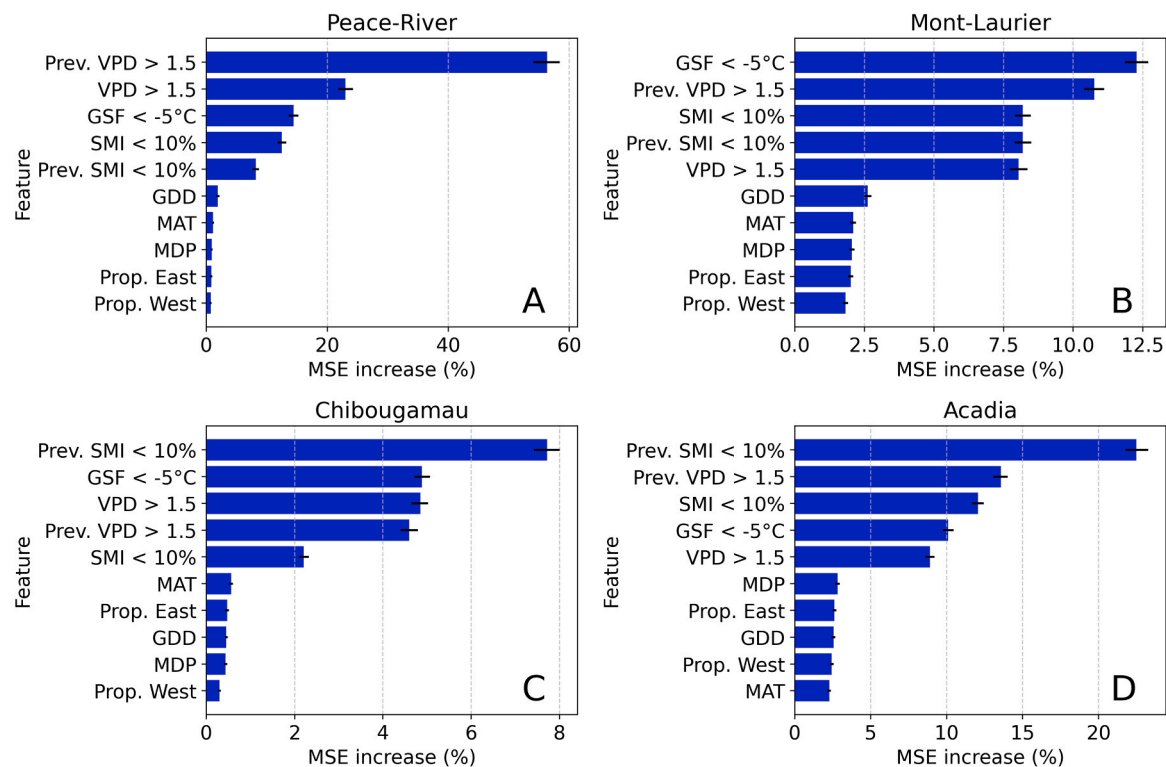 Peace-River
Feature
Prev. VPD > 1.5
VPD > 1.5
GSF < -5°C
SMI < 10%
Prev. SMI < 10%
GDD
MAT
MDP
Prop. East
Prop. West
A
0 20 40 60
MSE increase (%)
Mont-Laurier
Feature
GSF < -5°C
Prev. VPD > 1.5
SMI < 10%
Prev. SMI < 10%
VPD > 1.5
GDD
MAT
MDP
Prop. East
Prop. West
B
0.0 2.5 5.0 7.5 10.0 12.5
MSE increase (%)
Chibougamau
Feature
Prev. SMI < 10%
GSF < -5°C
VPD > 1.5
Prev. VPD > 1.5
SMI < 10%
MAT
Prop. East
GDD
MDP
Prop. West
C
0 2 4 6 8
MSE increase (%)
Acadia
Feature
Prev. SMI < 10%
Prev. VPD > 1.5
SMI < 10%
GSF < -5°C
VPD > 1.5
MDP
Prop. East
GDD
Prop. West
MAT
D
0 5 10 15 20
MSE increase (%)